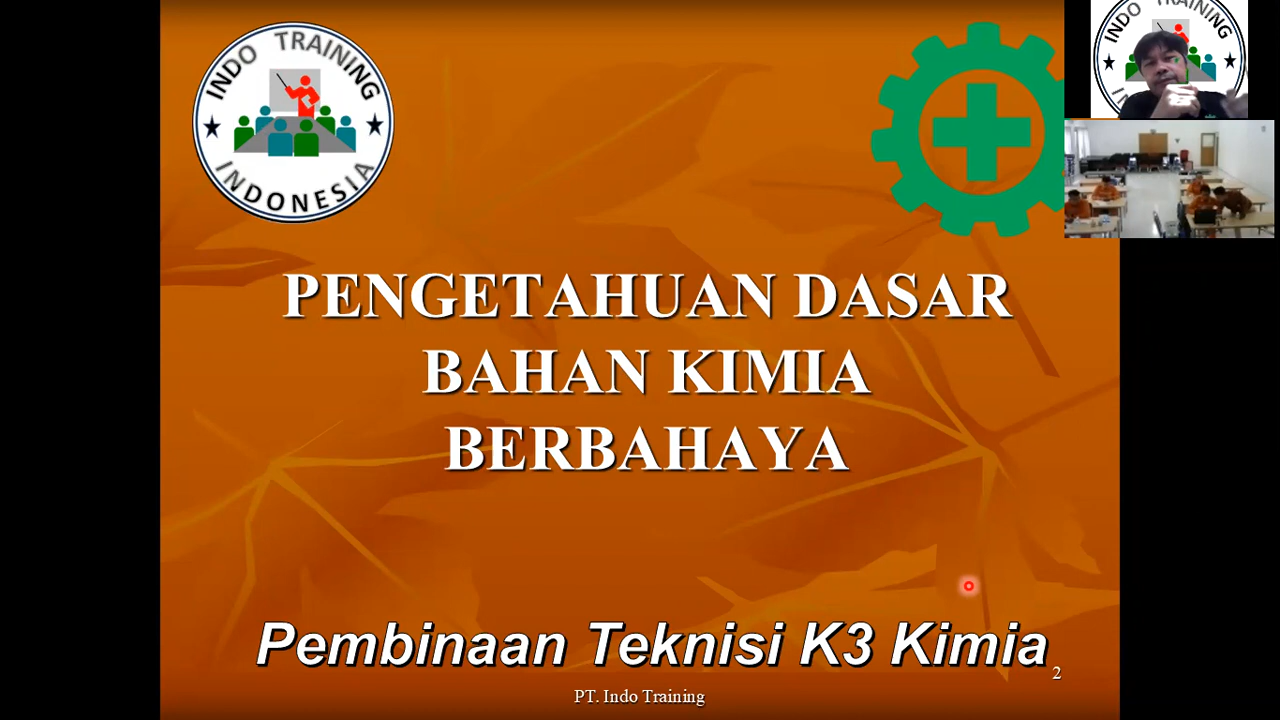 INDO TRAINING
INDONESIA
INDO TRAINING
PENGETAHUAN DASAR
BAHAN KIMIA
BERBAHAYA
Pembinaan Teknisi K3 Kimia
2
PT. Indo Training